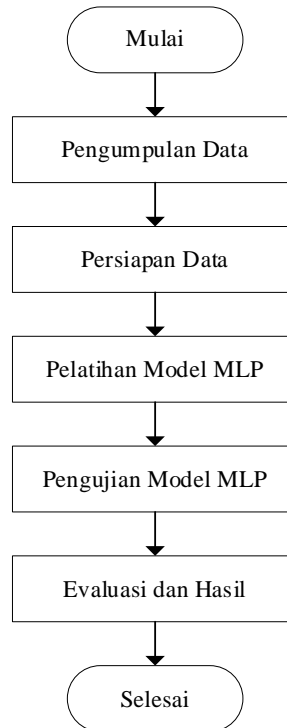 Mulai
Pengumpulan Data
Persiapan Data
Pelatihan Model MLP
Pengujian Model MLP
Evaluasi dan Hasil
Selesai